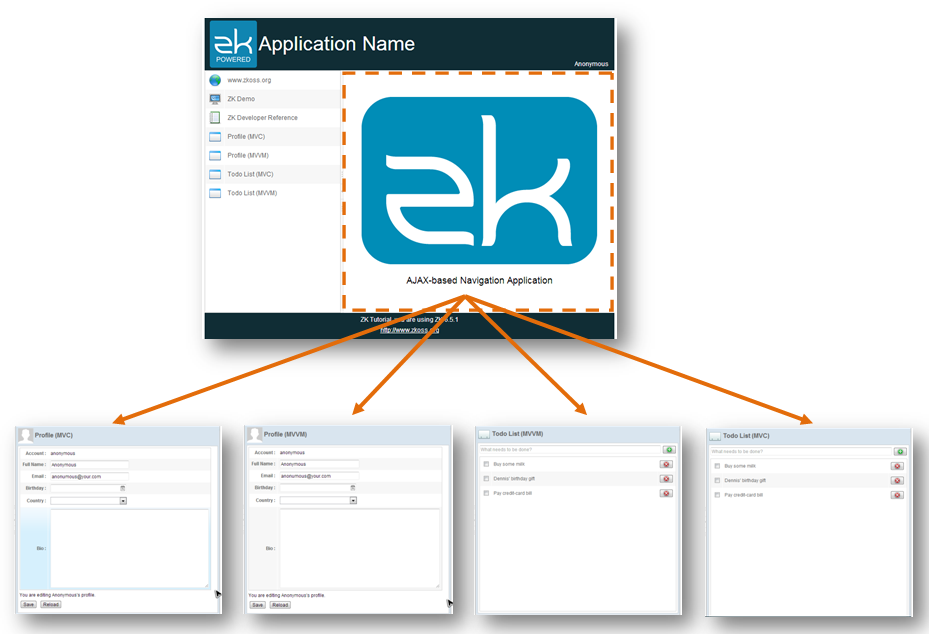 zk
POWERED
Application Name
Anonymous
www.zkoss.org
ZK Demo
ZK Developer Reference
Profile (MVC)
Profile (MVVM)
Todo List (MVC)
Todo List (MVVM)
zk
AJAX-based Navigation Application
ZK Tutorial, you are using ZK 6.5.1
http://www.zkoss.org
Profile (MVC)
Account : anonymous
Full Name : Anonymous
Email : anonumous@your.com
Birthday :
Country :
Bio :
You are editing Anonymous's profile.
Save Reload
Profile (MVVM)
Account : anonymous
Full Name : Anonymous
Email : anonumous@your.com
Birthday :
Country :
Bio :
You are editing Anonymous's profile.
Save Reload
Todo List (MVVM)
What needs to be done?
Buy some milk
Dennis' birthday gift
Pay credit-card bill
Todo List (MVC)
What needs to be done?
Buy some milk
Dennis' birthday gift
Pay credit-card bill